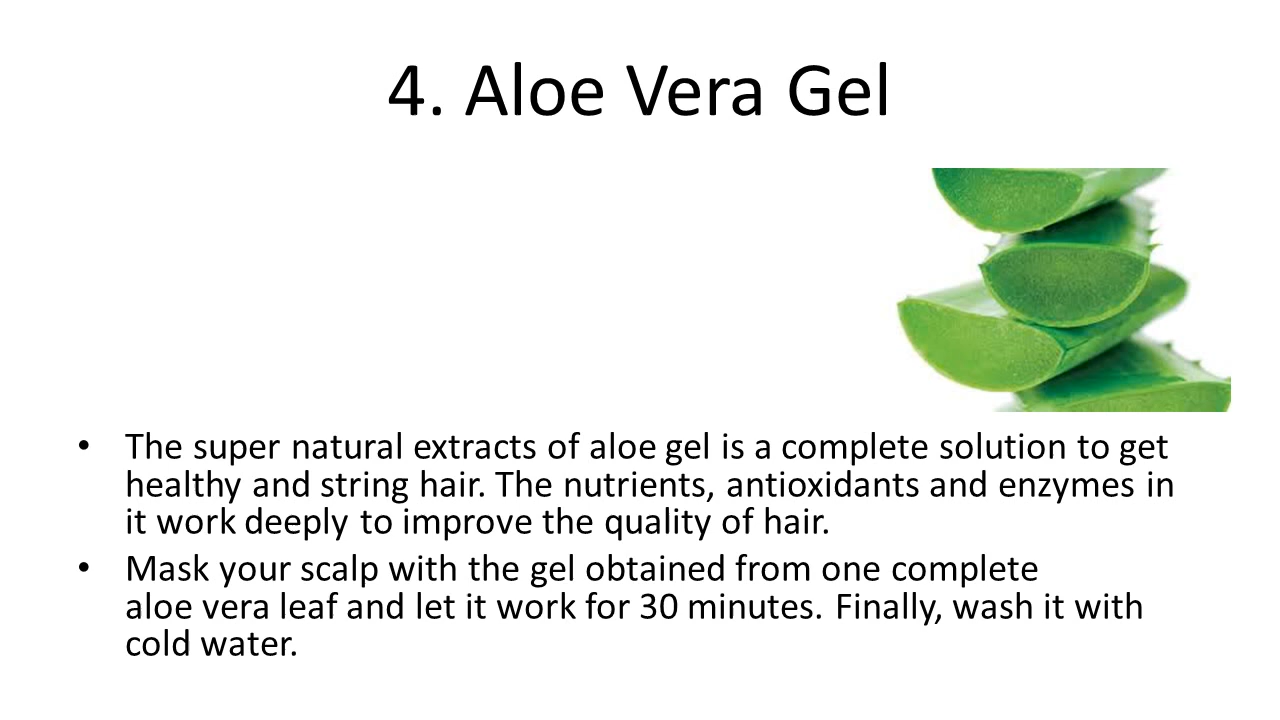 4. Aloe Vera Gel
• The super natural extracts of aloe gel is a complete solution to get
healthy and string hair. The nutrients, antioxidants and enzymes in
it work deeply to improve the quality of hair.
• Mask your scalp with the gel obtained from one complete
aloe vera leaf and let it work for 30 minutes. Finally, wash it with
cold water.